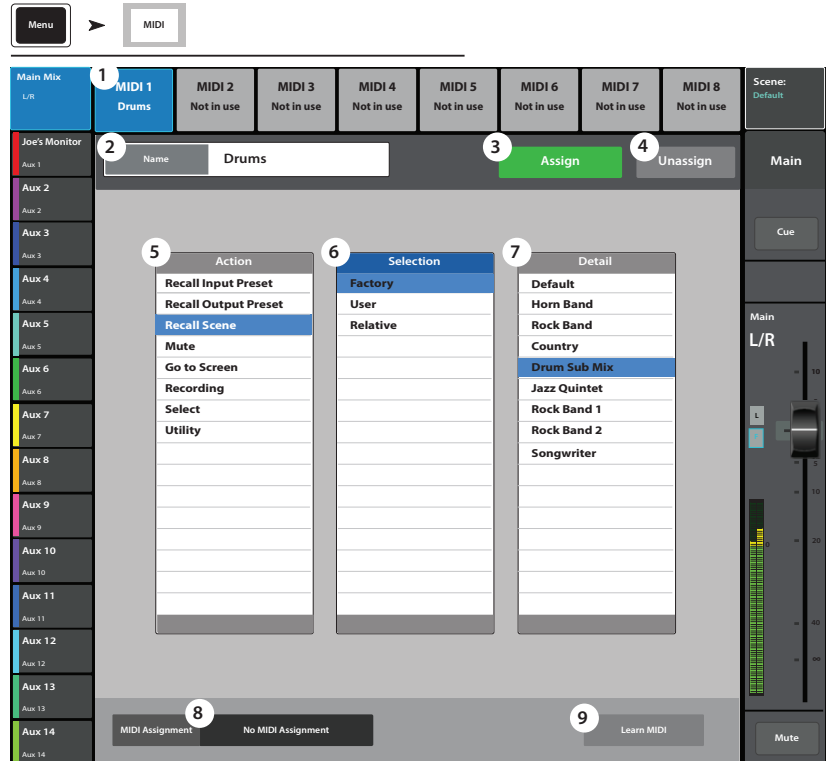 Menu
MIDI
Main Mix
L/R
1
MIDI 1
Drums
MIDI 2
Not in use
MIDI 3
Not in use
MIDI 4
Not in use
MIDI 5
Not in use
MIDI 6
Not in use
MIDI 7
Not in use
MIDI 8
Not in use
Scene:
Default
Joe's Monitor
Aux 1
Aux 2
Aux 2
Aux 3
Aux 3
Aux 4
Aux 4
Aux 5
Aux 5
Aux 6
Aux 6
Aux 7
Aux 7
Aux 8
Aux 8
Aux 9
Aux 9
Aux 10
Aux 10
Aux 11
Aux 11
Aux 12
Aux 12
Aux 13
Aux 13
Aux 14
Aux 14
2
Name
Drums
3
Assign
4
Unassign
5
Action
Recall Input Preset
Recall Output Preset
Recall Scene
Mute
Go to Screen
Recording
Select
Utility
6
Selection
Factory
User
Relative
7
Detail
Default
Horn Band
Rock Band
Country
Drum Sub Mix
Jazz Quintet
Rock Band 1
Rock Band 2
Songwriter
8
MIDI Assignment
No MIDI Assignment
9
Learn MIDI
Main
Cue
Main
L/R
10
L
5
10
0
20
40
∞
Mute